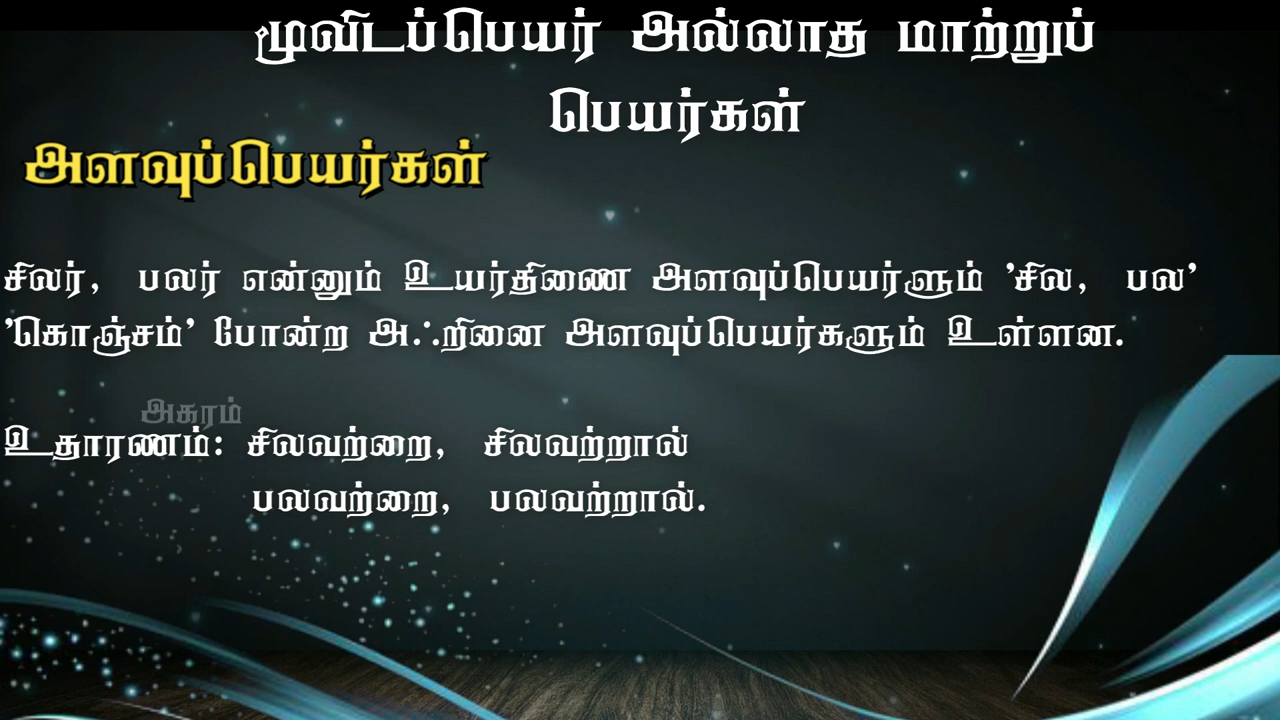 மூவிடப்பெயர் அல்லாத மாற்றுப்
பெயர்கள்
அளவுப்பெயர்கள்
சிலர், பலர் என்னும் உயர்திணை அளவுப்பெயர்ளும் 'சில, பல'
'கொஞ்சம்' போன்ற அஃறினை அளவுப்பெயர்களும் உள்ளன.
அகரம்
உதாரணம்: சிலவற்றை, சிலவற்றால்
பலவற்றை, பலவற்றால்.